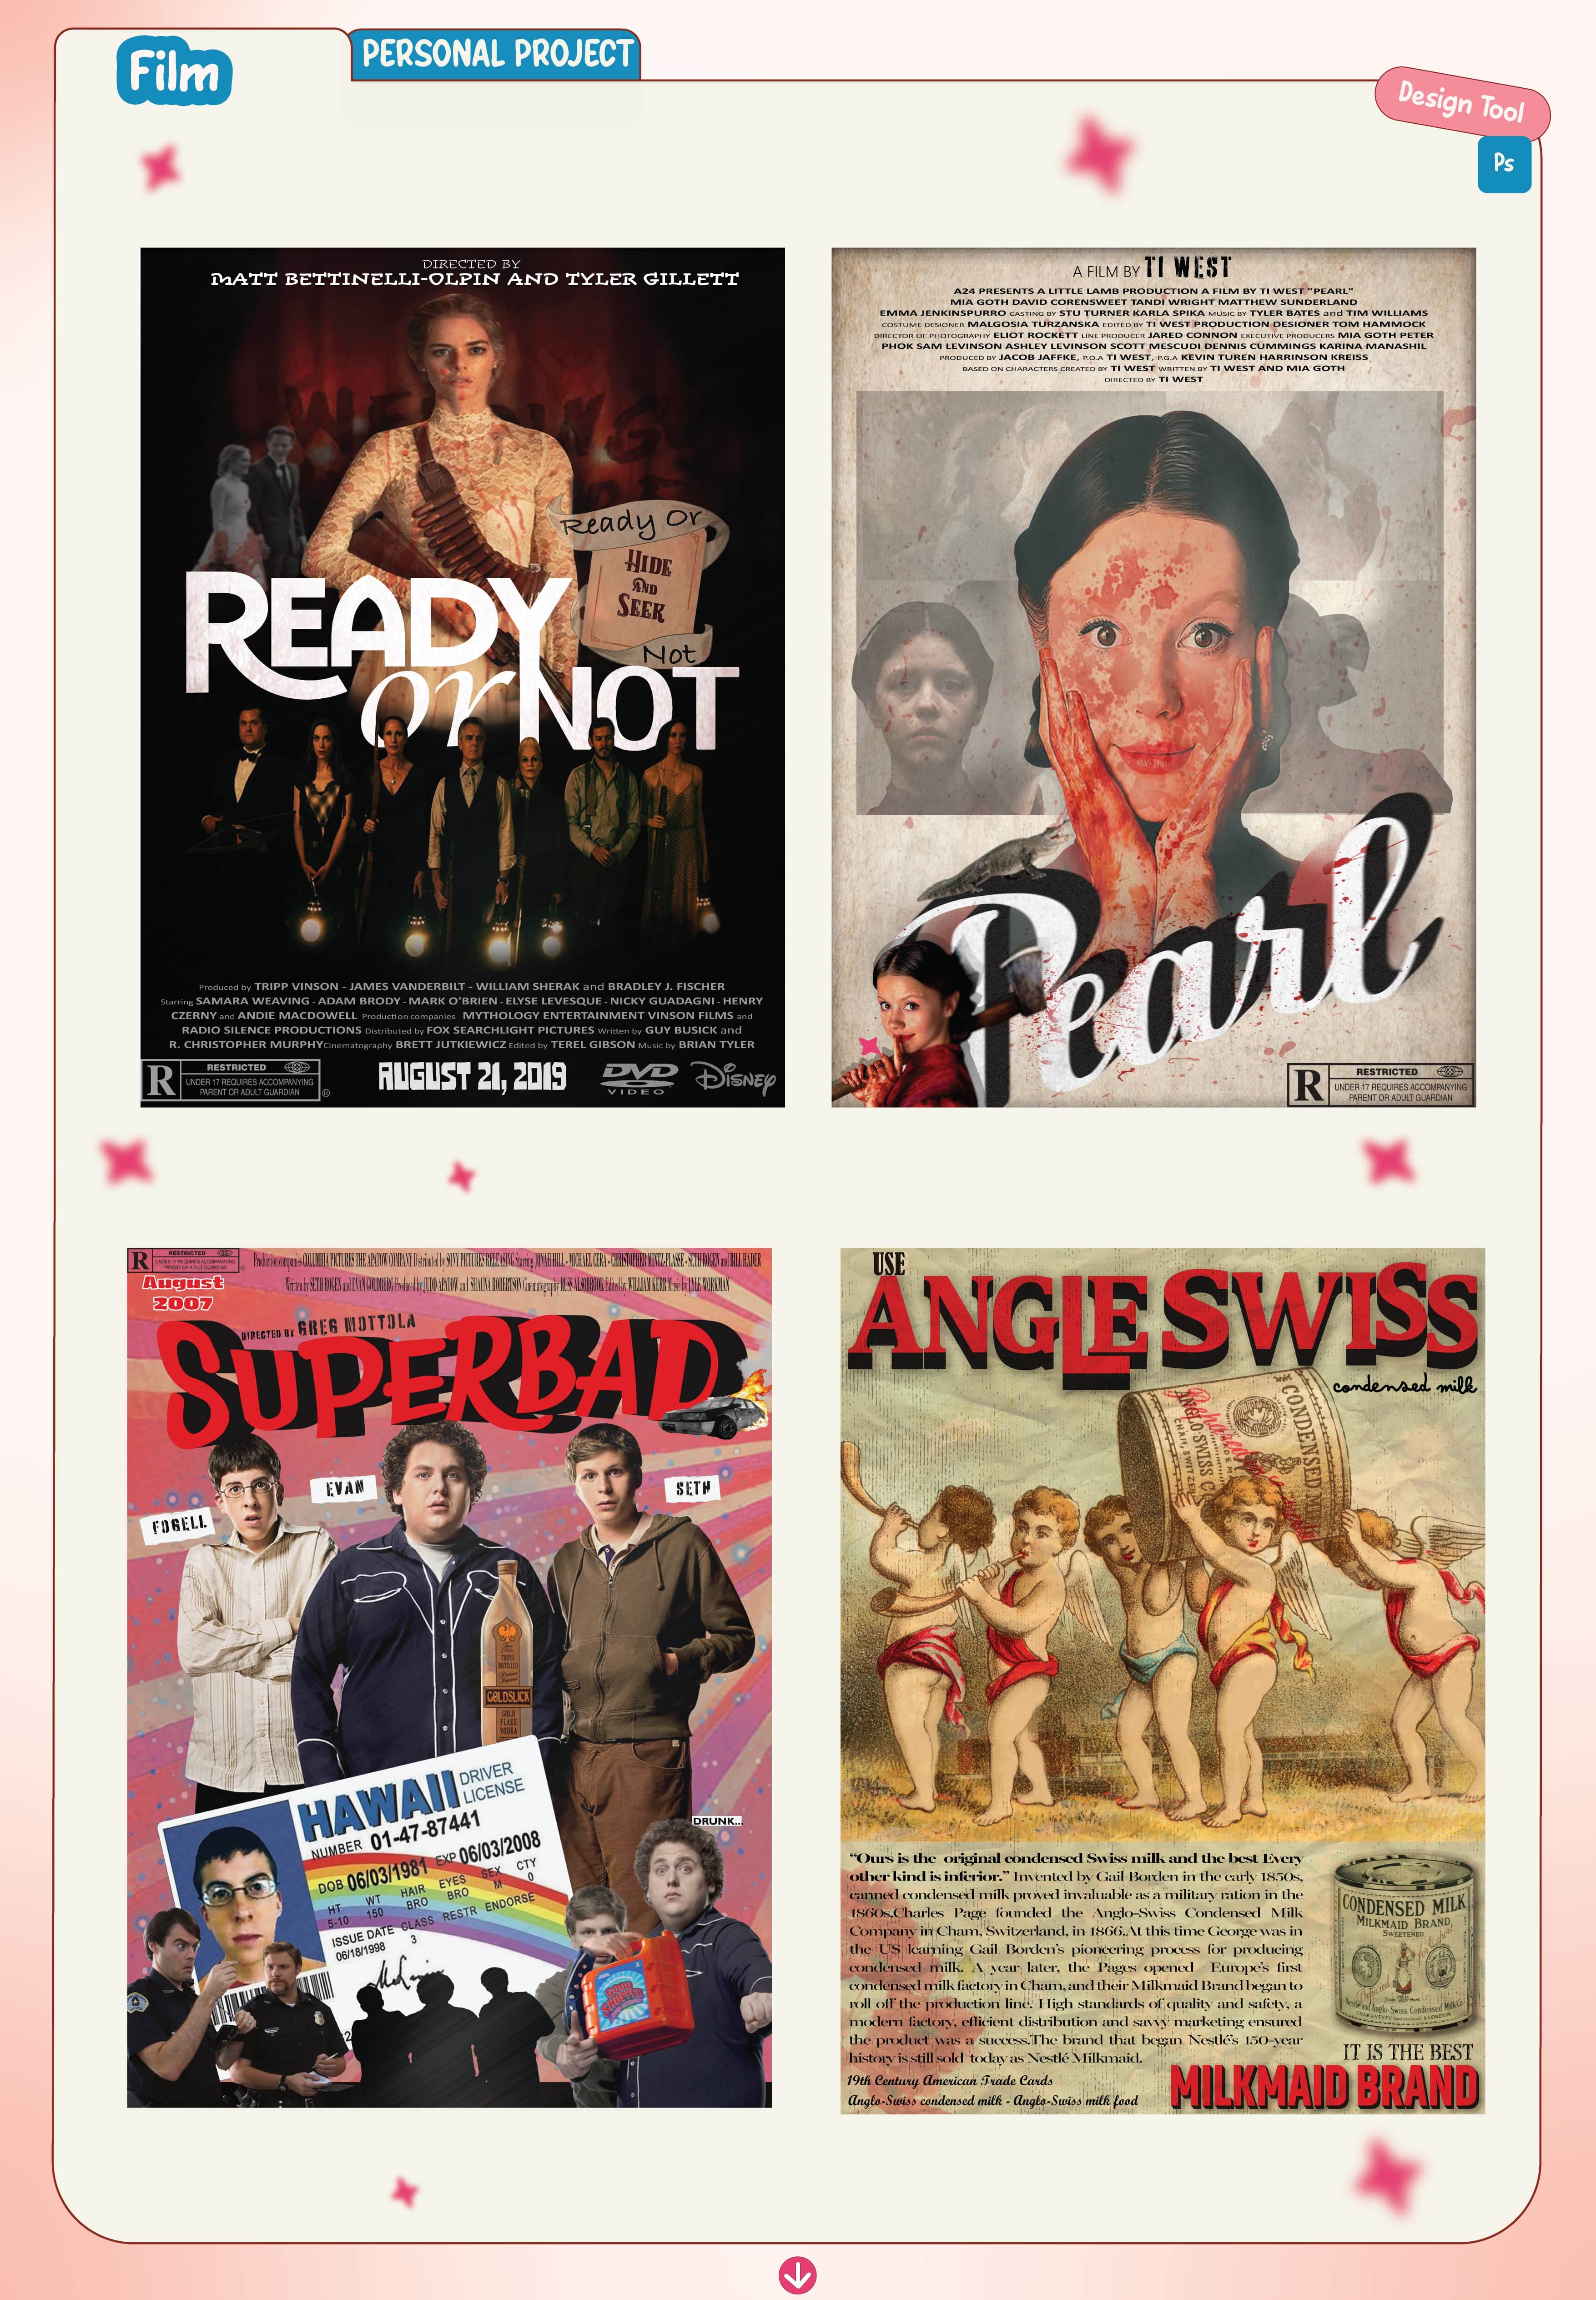 Film
PERSONAL PROJECT
Design Tool
Ps
DIRECTED BY
MATT BETTINELLI-OLPIN AND TYLER GILLETT
Ready Or
HIDE
AND
SEEK
Not
READY
or NOT
Produced by TRIPP VINSON - JAMES VANDERBILT - WILLIAM SHERAK and BRADLEY J. FISCHER
Starring SAMARA WEAVING - ADAM BRODY - MARK O'BRIEN - ELYSE LEVESQUE - NICKY GUADAGNI - HENRY
CZERNY and ANDIE MACDOWELL Production companies MYTHOLOGY ENTERTAINMENT VINSON FILMS and
RADIO SILENCE PRODUCTIONS Distributed by FOX SEARCHLIGHT PICTURES Written by GUY BUSICK and
R. CHRISTOPHER MURPHYCinematography BRETT JUTKIEWICZ Edited by TEREL GIBSON Music by BRIAN TYLER
R RESTRICTED
UNDER 17 REQUIRES ACCOMPANYING
PARENT OR ADULT GUARDIAN ®
AUGUST 21, 2019
DVD
VIDEO
Disney
A FILM BY TI WEST
A24 PRESENTS A LITTLE LAMB PRODUCTION A FILM BY TI WEST "PEARL"
MIA GOTH DAVID CORENSWEET TANDI WRIGHT MATTHEW SUNDERLAND
EMMA JENKINSPURRO CASTING BY STU TURNER KARLA SPIKA MUSIC BY TYLER BATES and TIM WILLIAMS
COSTUME DESIGNER MALGOSIA TURZANSKA EDITED BY TI WEST PRODUCTION DESIONER TOM HAMMOCK
DIRECTOR OF PHOTOGRAPHY ELIOT ROCKETT LINE PRODUCER JARED CONNON EXECUTIVE PRODUCERS MIA GOTH PETER
PHOK SAM LEVINSON ASHLEY LEVINSON SCOTT MESCUDI DENNIS CUMMINGS KARINA MANASHIL
PRODUCED BY JACOB JAFFKE, P.O.A TI WEST, P.G.A KEVIN TUREN HARRINSON KREISS
BASED ON CHARACTERS CREATED BY TI WEST WRITTEN BY TI WEST AND MIA GOTH
DIRECTED BY TI WEST
Pearl
R RESTRICTED
UNDER 17 REQUIRES ACCOMPANYING
PARENT OR ADULT GUARDIAN
R RESTRICTED
UNDER 17 REQUIRES ACCOMPANYING
PARENT OR ADULT GUARDIAN
Production companies COLUMBIA PICTURES THE APATOW COMPANY Distributed by SONY PICTURES RELEASING Starring JONAH HILL - MICHAEL CERA - CHRISTOPHER MINTZ-PLASSE - SETH ROGEN and BILL HADER
Written by SETH ROGEN and EVAN GOLDBERG Produced by JUDD APATOW and SHAUNA ROBERTSON Cinematography RUSS ALSOBROOK Edited by WILLIAM KERR Music by LYLE WORKMAN
August
2007
DIRECTED BY GREG MOTTOLA
SUPERBAD
FOGELL
EVAN
SETH
TRIPLE
DISTILLED
GOLDSLICK
GOLD
FLAKE
VODKA
HAWAII DRIVER
LICENSE
NUMBER 01-47-87441
DOB 06/03/1981 EXP 06/03/2008
HT WT HAIR EYES SEX CTY
5-10 150 BRO BRO M 0
ISSUE DATE CLASS RESTR ENDORSE
06/18/1998 3
DRUNK...
USE
ANGLE SWISS
condensed milk
CONDENSED MILK
ANGLO-SWISS
CHAM, SWITZER
"Ours is the original condensed Swiss milk and the best Every
other kind is inferior." Invented by Gail Borden in the early 1850s,
canned condensed milk proved invaluable as a military ration in the
1860s.Charles Page founded the Anglo-Swiss Condensed Milk
Company in Cham, Switzerland, in 1866.At this time George was in
the US learning Gail Borden's pioneering process for producing
condensed milk. A year later, the Pages opened Europe's first
condensed milk factory in Cham, and their Milkmaid Brand began to
roll off the production line. High standards of quality and safety, a
modern factory, efficient distribution and savvy marketing ensured
the product was a success.The brand that began Nestlé's 150-year
history is still sold today as Nestlé Milkmaid.
19th Century American Trade Cards
Anglo-Swiss condensed milk - Anglo-Swiss milk food
CONDENSED MILK
MILKMAID BRAND
SWEETENED
IT IS THE BEST
MILKMAID BRAND